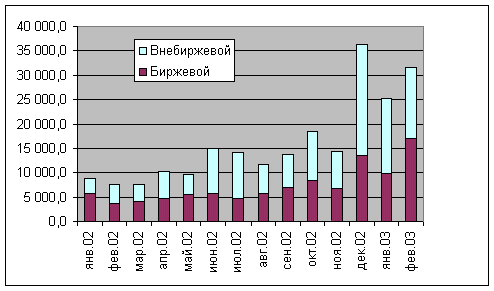 40 000,0
35 000,0
30 000,0
25 000,0
20 000,0
15 000,0
10 000,0
5 000,0
0,0
Внебиржевой
Биржевой
янв.02
фев.02
мар.02
апр.02
май.02
июн.02
июл.02
авг.02
сен.02
окт.02
ноя.02
дек.02
янв.03
фев.03